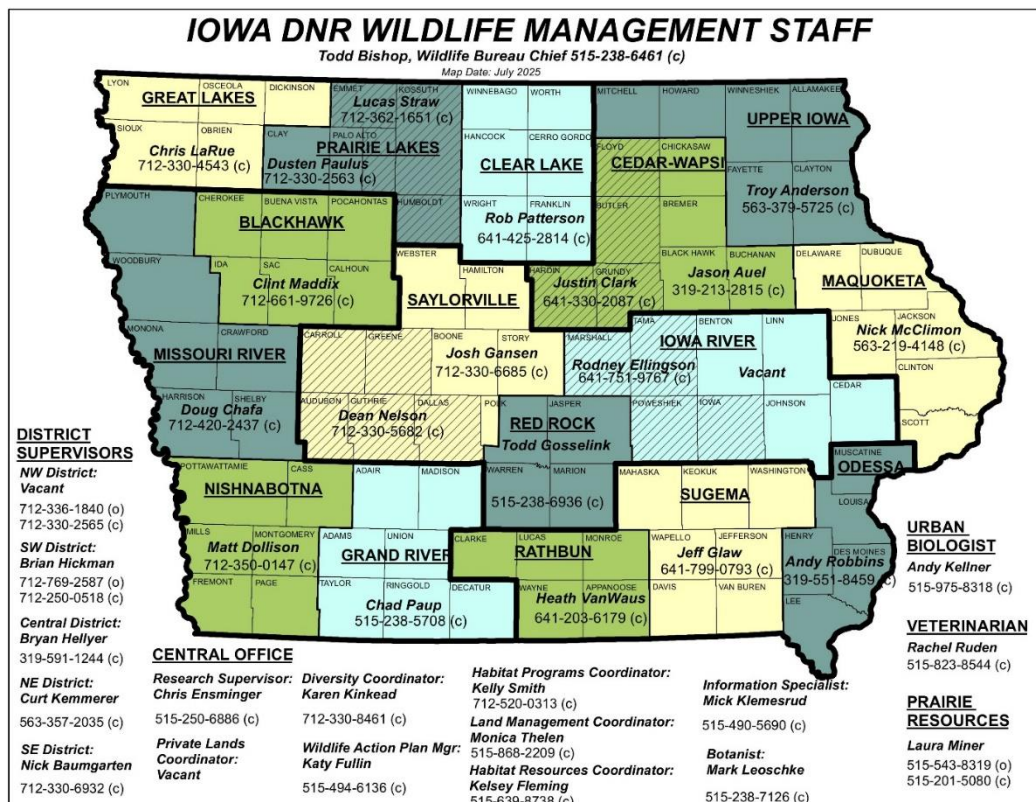 IOWA DNR WILDLIFE MANAGEMENT STAFF
Todd Bishop, Wildlife Bureau Chief 515-238-6461 (c)
Map Date: July 2025
LYON
OSCEOLA
DICKINSON
GREAT LAKES
SIOUX
OBRIEN
Chris LaRue
712-330-4543 (c)
EMMET
KOSSUTH
Lucas Straw
712-362-1651 (c)
CLAY
PALO ALTO
PRAIRIE LAKES
Dusten Paulus
712-330-2563 (c)
HUMBOLDT
WINNEBAGO
WORTH
HANCOCK
CERRO GORDO
CLEAR LAKE
WRIGHT
FRANKLIN
Rob Patterson
641-425-2814 (c)
MITCHELL
HOWARD
WINNESHIEK
ALLAMAKEE
UPPER IOWA
FAYETTE
CLAYTON
Troy Anderson
563-379-5725 (c)
FLOYD
CHICKASAW
CEDAR-WAPSI
BUTLER
BREMER
HARDIN
GRUNDY
Justin Clark
641-330-2087 (c)
BLACK HAWK
BUCHANAN
Jason Auel
319-213-2815 (c)
PLYMOUTH
CHEROKEE
BUENA VISTA
POCAHONTAS
BLACKHAWK
IDA
SAC
CALHOUN
Clint Maddix
712-661-9726 (c)
WEBSTER
HAMILTON
SAYLORVILLE
DELAWARE
DUBUQUE
MAQUOKETA
JONES
JACKSON
Nick McClimon
563-219-4148 (c)
CLINTON
SCOTT
WOODBURY
MONONA
CRAWFORD
MISSOURI RIVER
HARRISON
SHELBY
Doug Chafa
712-420-2437 (c)
CARROLL
GREENE
BOONE
STORY
Josh Gansen
712-330-6685 (c)
AUDUBON
GUTHRIE
DALLAS
POLK
Dean Nelson
712-330-5682 (c)
MARSHALL
TAMA
BENTON
LINN
IOWA RIVER
Rodney Ellingson
641-751-9767 (c)
Vacant
POWESHIEK
IOWA
JOHNSON
CEDAR
JASPER
RED ROCK
Todd Gosselink
WARREN
MARION
515-238-6936 (c)
POTTAWATTAMIE
CASS
NISHNABOTNA
MILLS
MONTGOMERY
Matt Dollison
712-350-0147 (c)
FREMONT
PAGE
ADAIR
MADISON
ADAMS
UNION
GRAND RIVER
TAYLOR
RINGGOLD
DECATUR
Chad Paup
515-238-5708 (c)
CLARKE
LUCAS
MONROE
RATHBUN
WAYNE
APPANOOSE
Heath VanWaus
641-203-6179 (c)
MAHASKA
KEOKUK
WASHINGTON
SUGEMA
WAPELLO
JEFFERSON
Jeff Glaw
641-799-0793 (c)
DAVIS
VAN BUREN
MUSCATINE
ODESSA
LOUISA
HENRY
DES MOINES
Andy Robbins
319-551-8459 c)
LEE
DISTRICT
SUPERVISORS
NW District:
Vacant
712-336-1840 (o)
712-330-2565 (c)
SW District:
Brian Hickman
712-769-2587 (o)
712-250-0518 (c)
Central District:
Bryan Hellyer
319-591-1244 (c)
NE District:
Curt Kemmerer
563-357-2035 (c)
SE District:
Nick Baumgarten
712-330-6932 (c)
CENTRAL OFFICE
Research Supervisor:
Chris Ensminger
515-250-6886 (c)
Private Lands
Coordinator:
Vacant
Diversity Coordinator:
Karen Kinkead
712-330-8461 (c)
Wildlife Action Plan Mgr:
Katy Fullin
515-494-6136 (c)
Habitat Programs Coordinator:
Kelly Smith
712-520-0313 (c)
Land Management Coordinator:
Monica Thelen
515-868-2209 (c)
Habitat Resources Coordinator:
Kelsey Fleming
515-639-8738 (c)
Information Specialist:
Mick Klemesrud
515-490-5690 (c)
Botanist:
Mark Leoschke
515-238-7126 (c)
URBAN
BIOLOGIST
Andy Kellner
515-975-8318 (c)
VETERINARIAN
Rachel Ruden
515-823-8544 (c)
PRAIRIE
RESOURCES
Laura Miner
515-543-8319 (o)
515-201-5080 (c)